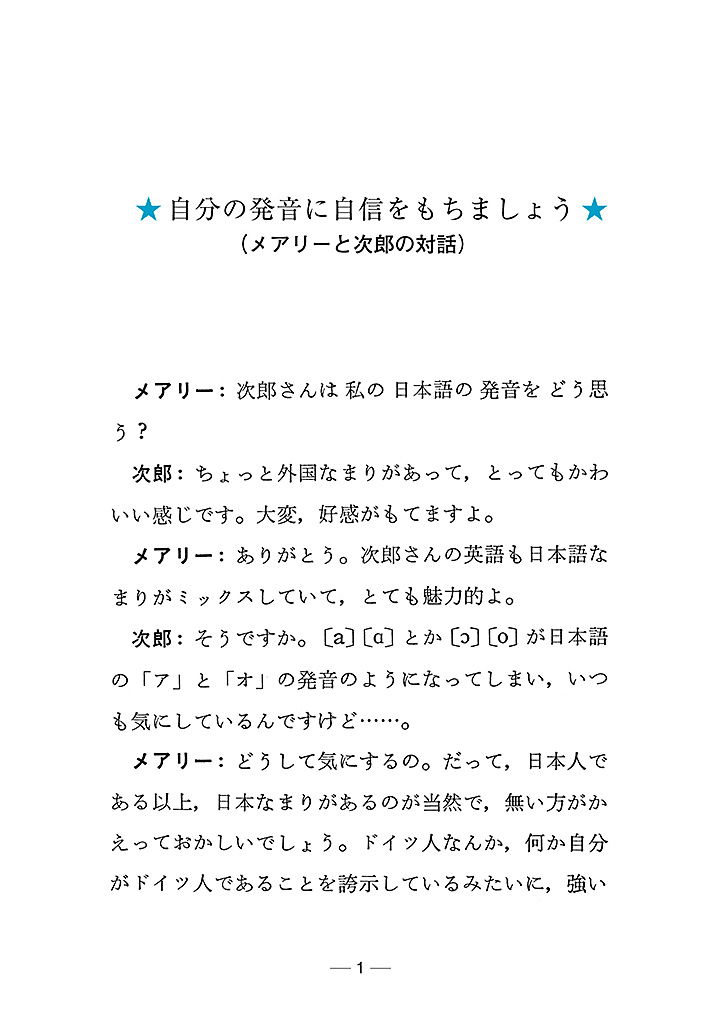 ★ 自分の発音に自信をもちましょう ★
（メアリーと次郎の対話）
メアリー： 次郎さんは 私の 日本語の 発音を どう思
う？
次郎： ちょっと外国なまりがあって，とってもかわ
いい感じです。大変，好感がもてますよ。
メアリー： ありがとう。次郎さんの英語も日本語な
まりがミックスしていて，とても魅力的よ。
次郎： そうですか。〔a〕〔ɑ〕とか〔ɔ〕〔o〕が日本語
の「ア」と「オ」の発音のようになってしまい，いつ
も気にしているんですけど……。
メアリー： どうして気にするの。だって，日本人で
ある以上，日本なまりがあるのが当然で，無い方がか
えっておかしいでしょう。ドイツ人なんか，何か自分
がドイツ人であることを誇示しているみたいに，強い
— 1 —